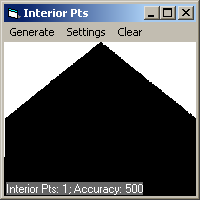 Interior Pts
Generate Settings Clear
Interior Pts: 1; Accuracy: 500